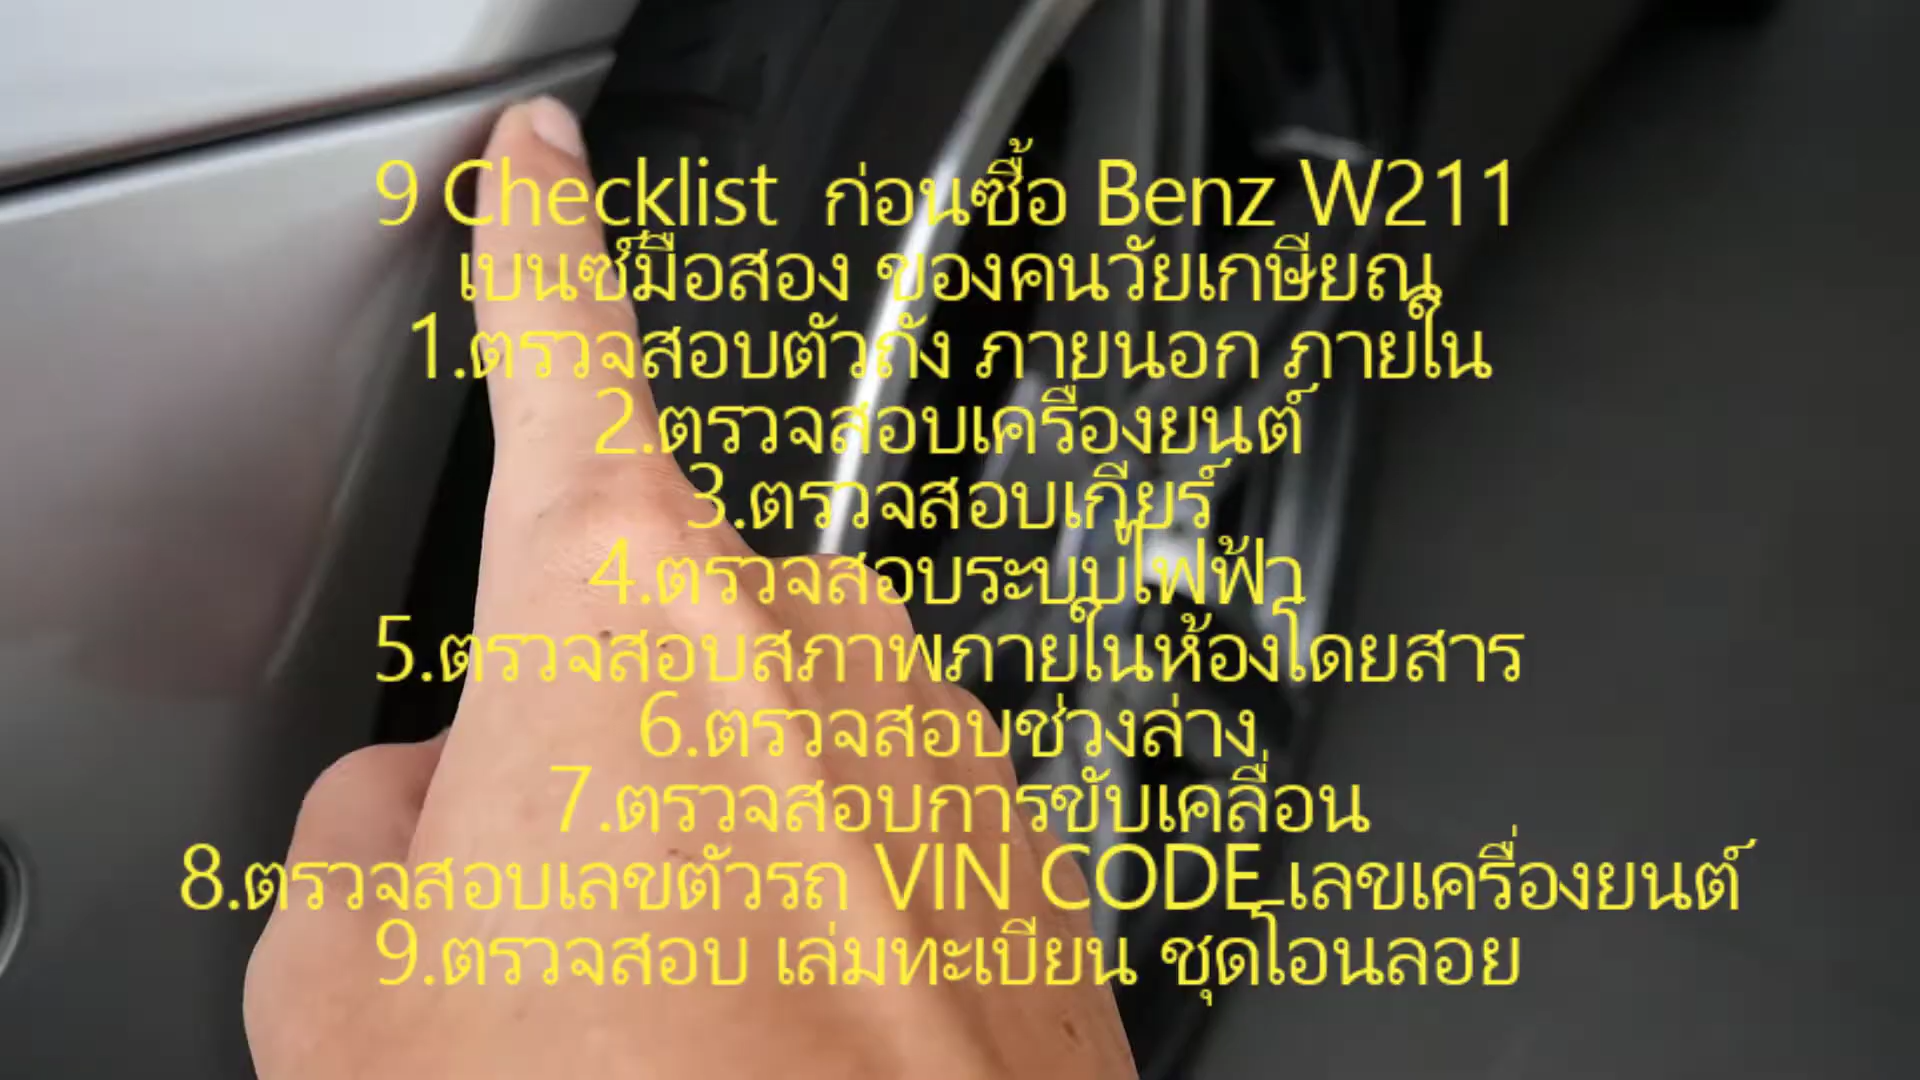 9 Checklist ก่อนซื้อ Benz W211
เบนซ์มือสอง ของคนวัยเกษียณ
1.ตรวจสอบตัวถัง ภายนอก ภายใน
2.ตรวจสอบเครื่องยนต์
3.ตรวจสอบเกียร์
4.ตรวจสอบระบบไฟฟ้า
5.ตรวจสอบสภาพภายในห้องโดยสาร
6.ตรวจสอบช่วงล่าง
7.ตรวจสอบการขับเคลื่อน
8.ตรวจสอบเลขตัวรถ VIN CODE เลขเครื่องยนต์
9.ตรวจสอบ เล่มทะเบียน ชุดโอนลอย